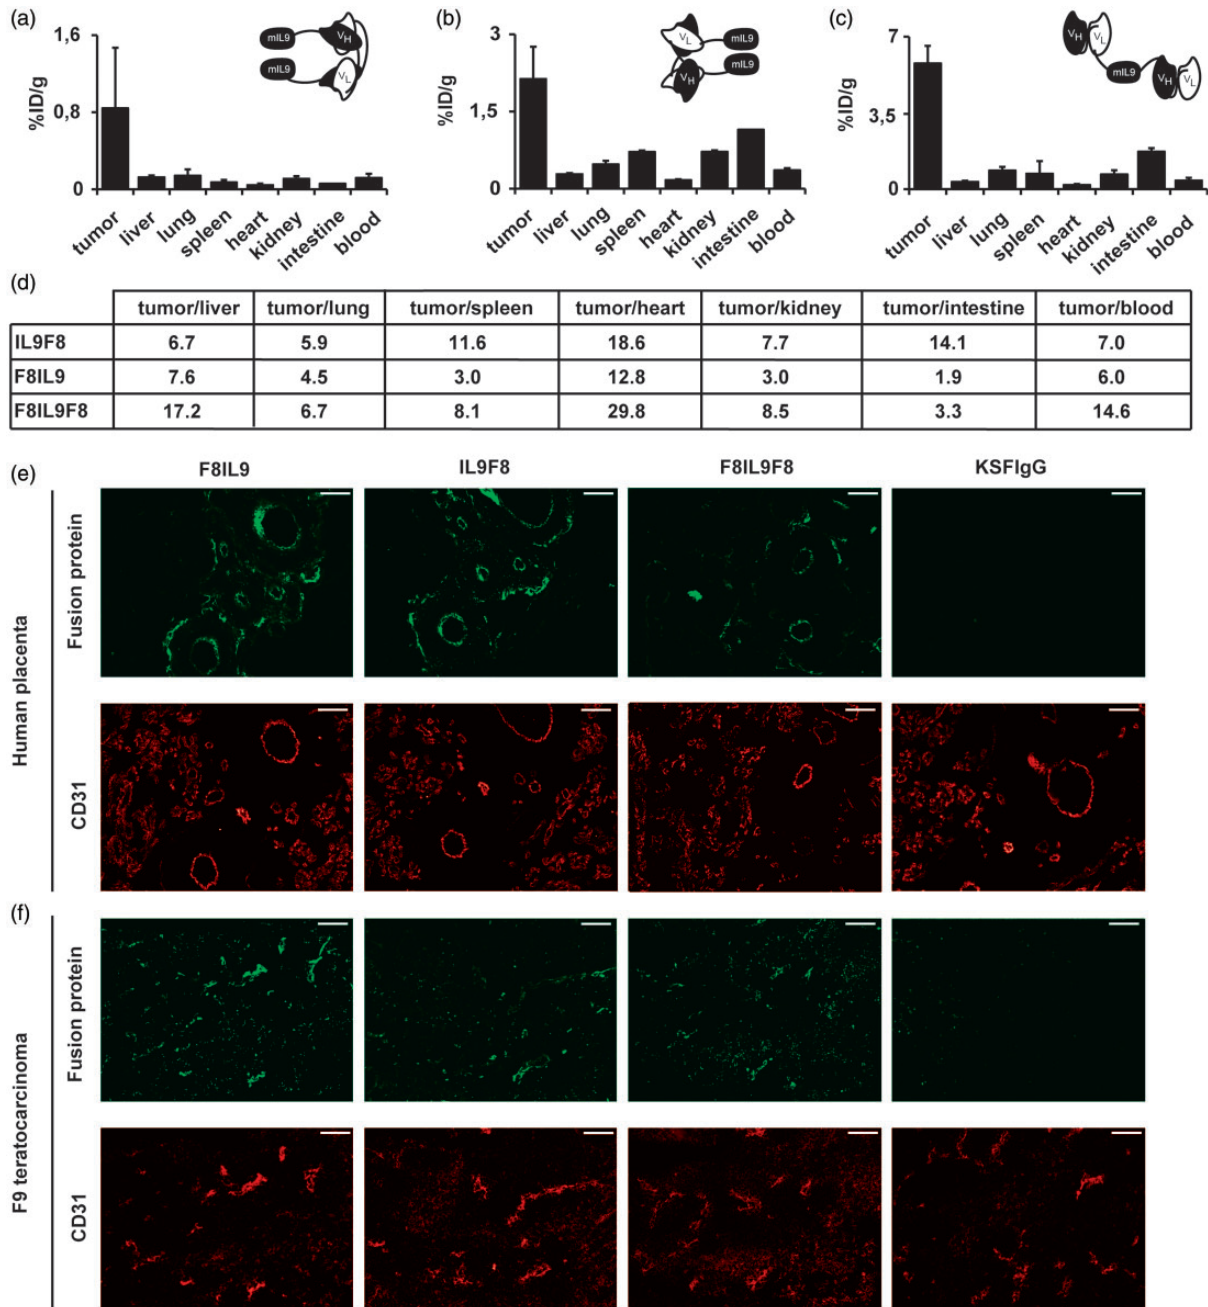 (a)
1,6
0,8
0
%ID/g
mIL9
VH
mIL9
VL
tumor
liver
lung
spleen
heart
kidney
intestine
blood
(b)
3
1,5
0
%ID/g
VL
mIL9
VH
mIL9
tumor
liver
lung
spleen
heart
kidney
intestine
blood
(c)
7
3,5
0
%ID/g
VH
VL
mIL9
VH
VL
tumor
liver
lung
spleen
heart
kidney
intestine
blood
(d)
tumor/liver tumor/lung tumor/spleen tumor/heart tumor/kidney tumor/intestine tumor/blood
IL9F8 6.7 5.9 11.6 18.6 7.7 14.1 7.0
F8IL9 7.6 4.5 3.0 12.8 3.0 1.9 6.0
F8IL9F8 17.2 6.7 8.1 29.8 8.5 3.3 14.6
(e)
F8IL9 IL9F8 F8IL9F8 KSFIgG
Human placenta
Fusion protein
CD31
(f)
F9 teratocarcinoma
Fusion protein
CD31